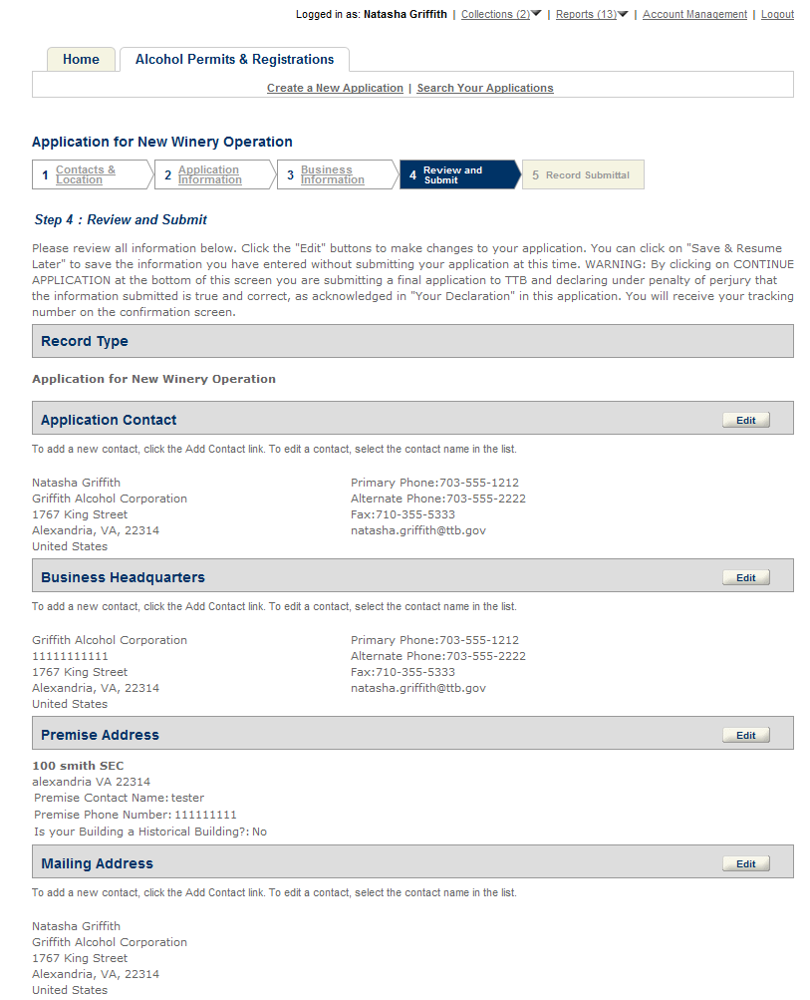 Logged in as: Natasha Griffith | Collections (2) | Reports (13) | Account Management | Logout
Home Alcohol Permits & Registrations
Create a New Application | Search Your Applications
Application for New Winery Operation
1 Contacts & Location 2 Application Information 3 Business Information 4 Review and Submit 5 Record Submittal
Step 4 : Review and Submit
Please review all information below. Click the "Edit" buttons to make changes to your application. You can click on "Save & Resume
Later" to save the information you have entered without submitting your application at this time. WARNING: By clicking on CONTINUE
APPLICATION at the bottom of this screen you are submitting a final application to TTB and declaring under penalty of perjury that
the information submitted is true and correct, as acknowledged in "Your Declaration" in this application. You will receive your tracking
number on the confirmation screen.
Record Type
Application for New Winery Operation
Application Contact Edit
To add a new contact, click the Add Contact link. To edit a contact, select the contact name in the list.
Natasha Griffith Primary Phone:703-555-1212
Griffith Alcohol Corporation Alternate Phone:703-555-2222
1767 King Street Fax:710-355-5333
Alexandria, VA, 22314 natasha.griffith@ttb.gov
United States
Business Headquarters Edit
To add a new contact, click the Add Contact link. To edit a contact, select the contact name in the list.
Griffith Alcohol Corporation Primary Phone:703-555-1212
11111111111 Alternate Phone:703-555-2222
1767 King Street Fax:710-355-5333
Alexandria, VA, 22314 natasha.griffith@ttb.gov
United States
Premise Address Edit
100 smith SEC
alexandria VA 22314
Premise Contact Name: tester
Premise Phone Number: 111111111
Is your Building a Historical Building?: No
Mailing Address Edit
To add a new contact, click the Add Contact link. To edit a contact, select the contact name in the list.
Natasha Griffith
Griffith Alcohol Corporation
1767 King Street
Alexandria, VA, 22314
United States